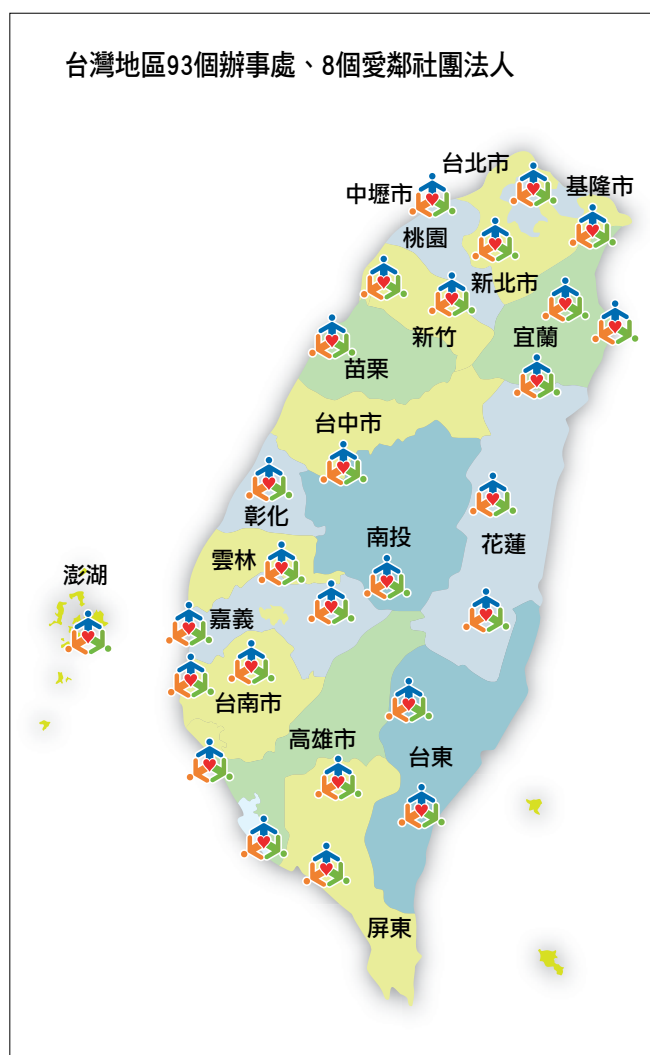 台灣地區93個辦事處、8個愛鄰社團法人
台北市
中壢市
基隆市
桃園
新北市
新竹
宜蘭
苗栗
台中市
彰化
南投
花蓮
雲林
澎湖
嘉義
台南市
高雄市
台東
屏東